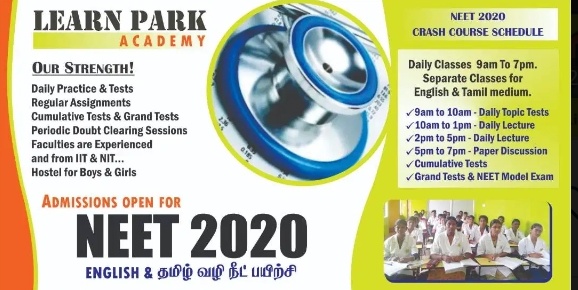 LEARN PARK
ACADEMY
OUR STRENGTH!
Daily Practice & Tests
Regular Assignments
Cumulative Tests & Grand Tests
Periodic Doubt Clearing Sessions
Faculties are Experienced
and from IIT & NIT...
Hostel for Boys & Girls
ADMISSIONS OPEN FOR
NEET 2020
ENGLISH & தமிழ் வழி நீட் பயிற்சி
NEET 2020
CRASH COURSE SCHEDULE
Daily Classes 9am To 7pm.
Separate Classes for
English & Tamil medium.
✓9am to 10am - Daily Topic Tests
✓10am to 1pm - Daily Lecture
✓2pm to 5pm - Daily Lecture
✓5pm to 7pm - Paper Discussion
✓Cumulative Tests
✓Grand Tests & NEET Model Exam